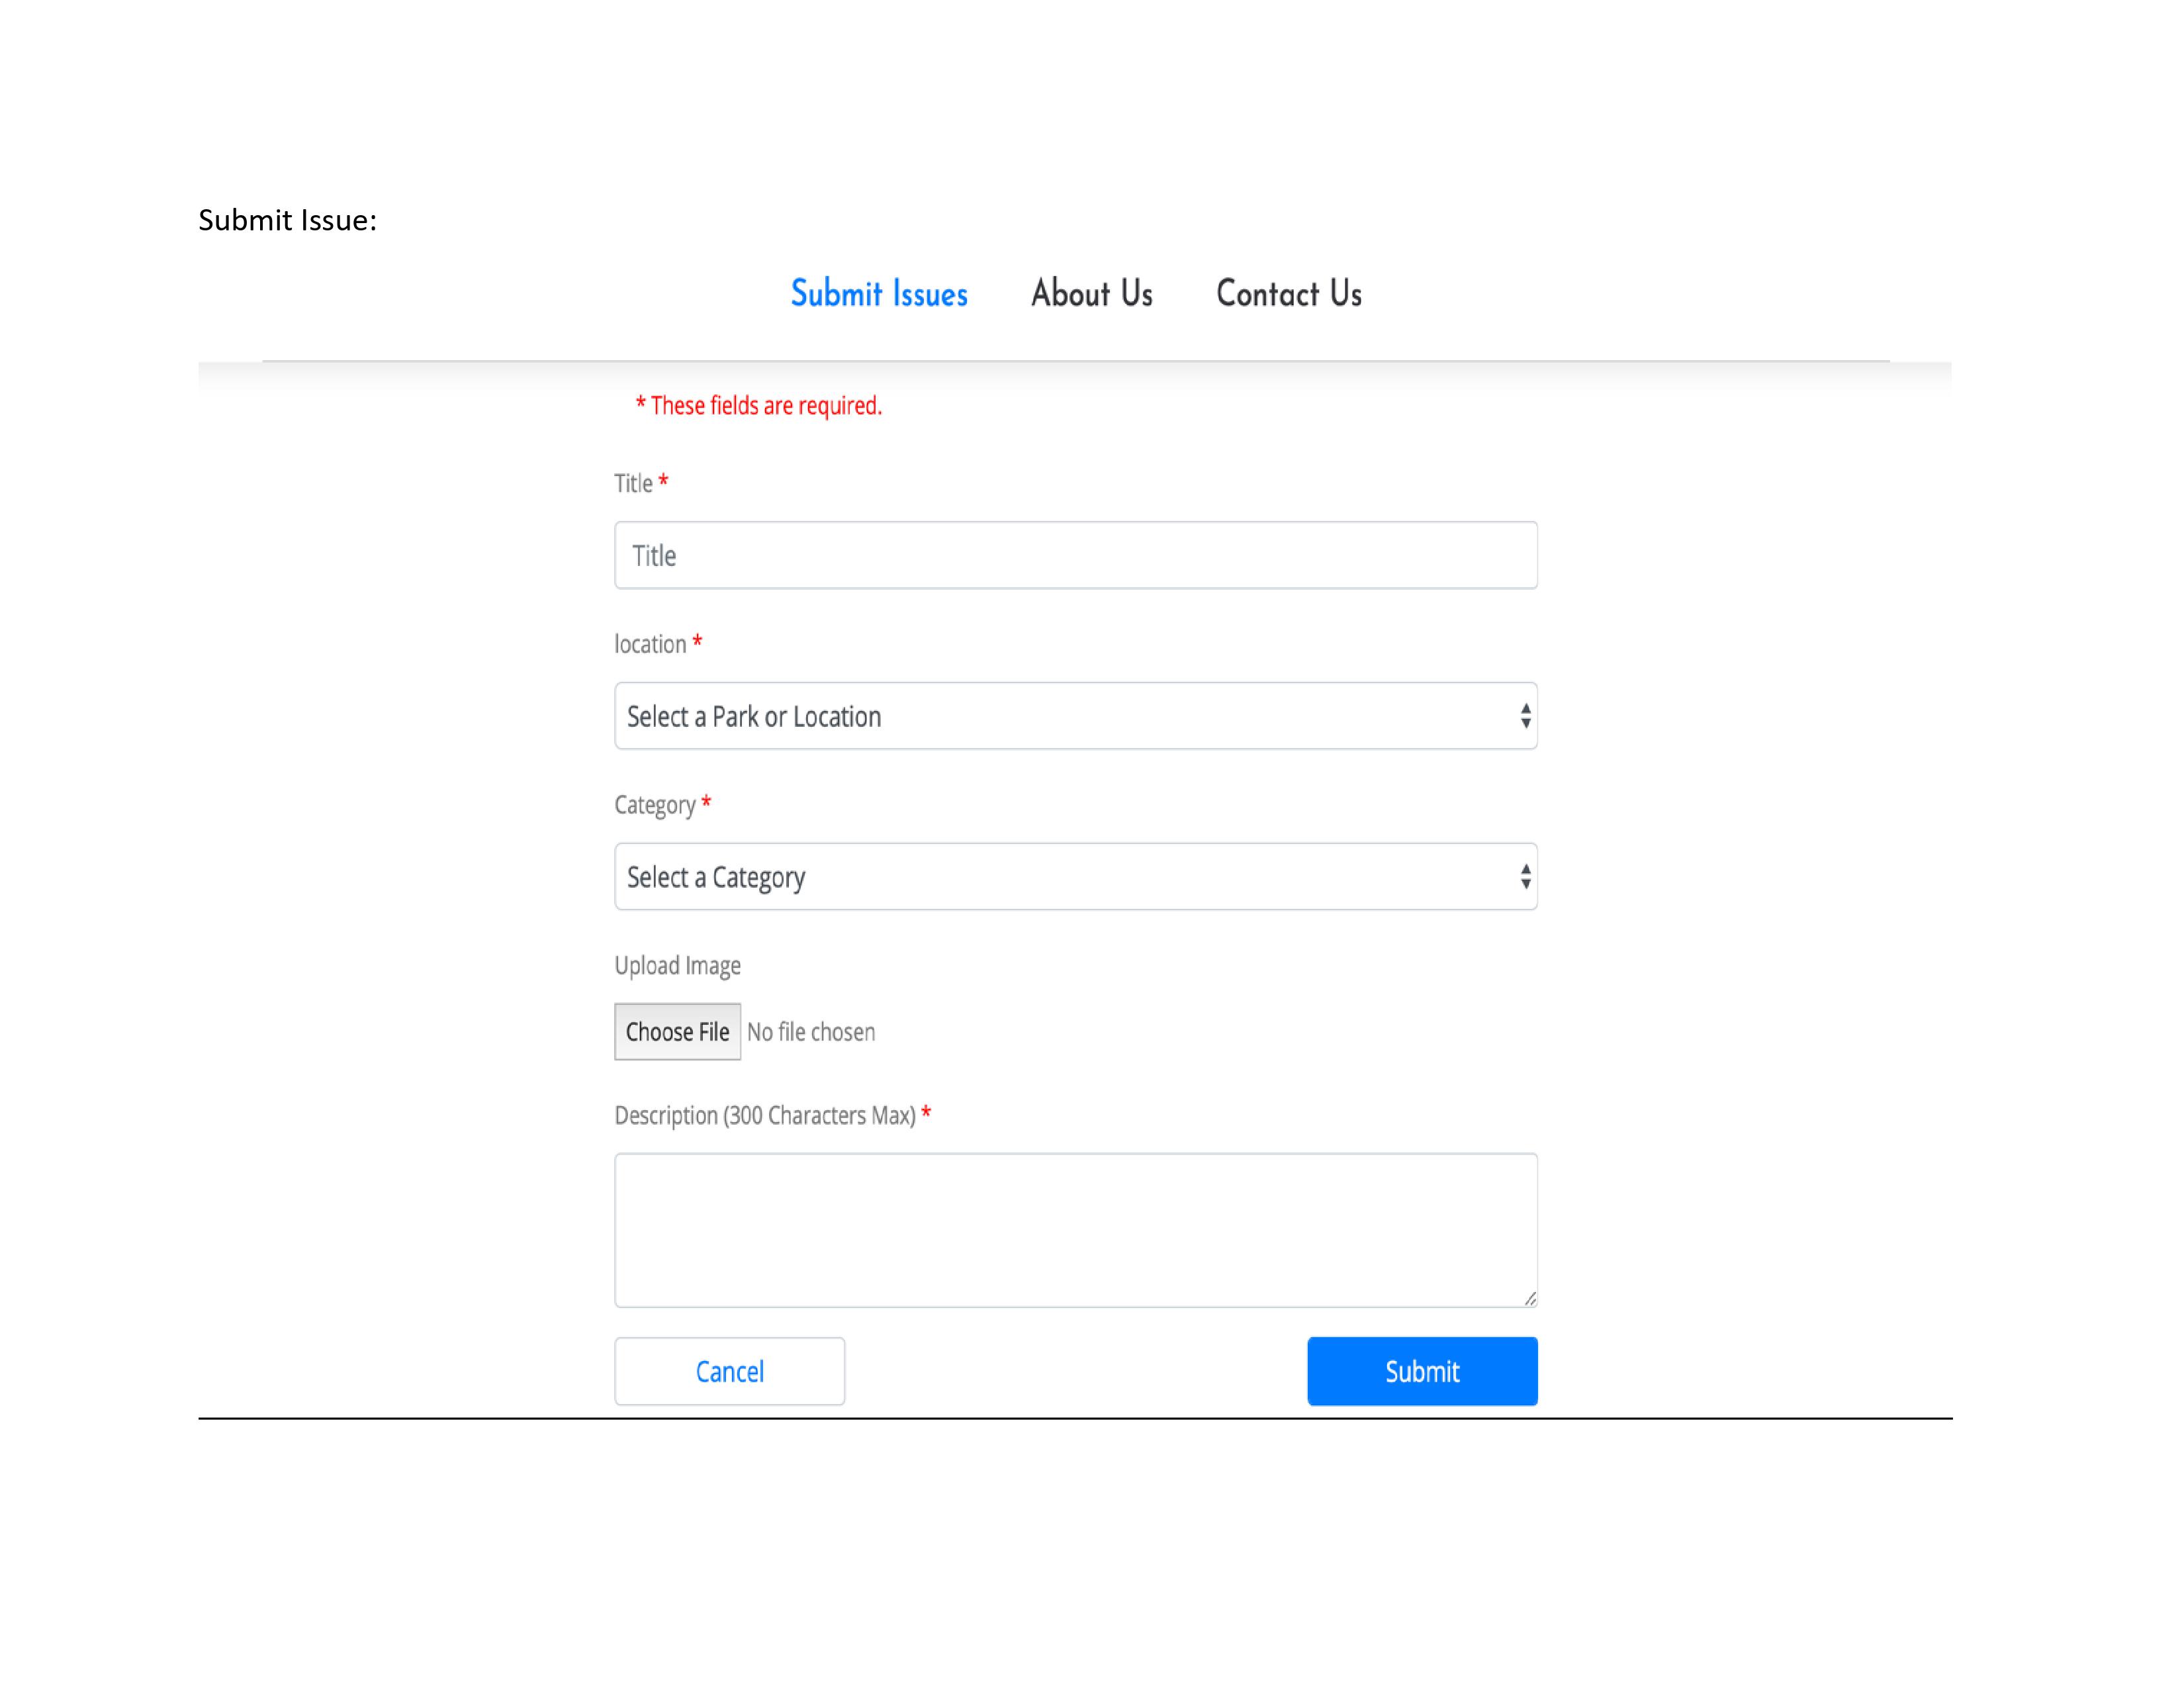 Submit Issue:
Submit Issues About Us Contact Us
* These fields are required.
Title *
Title
location *
Select a Park or Location
Category *
Select a Category
Upload Image
Choose File No file chosen
Description (300 Characters Max) *
Cancel Submit